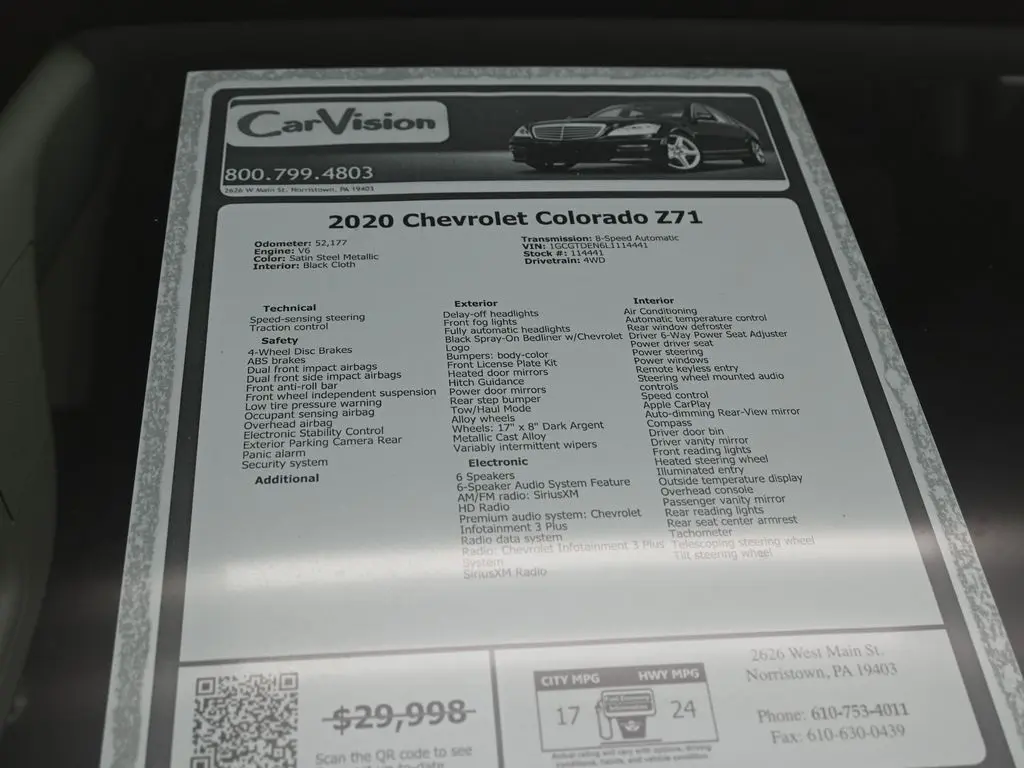 CarVision
800.799.4803
2626 W Main St. Norristown, PA 19403
2020 Chevrolet Colorado Z71
Odometer: 52,177
Engine: V6
Color: Satin Steel Metallic
Interior: Black Cloth
Transmission: 8-Speed Automatic
VIN: 1GCGTDEN6L1114441
Stock #: 114441
Drivetrain: 4WD
Technical
Speed-sensing steering
Traction control
Safety
4-Wheel Disc Brakes
ABS brakes
Dual front impact airbags
Dual front side impact airbags
Front anti-roll bar
Front wheel independent suspension
Low tire pressure warning
Occupant sensing airbag
Overhead airbag
Electronic Stability Control
Exterior Parking Camera Rear
Panic alarm
Security system
Additional
Exterior
Delay-off headlights
Front fog lights
Fully automatic headlights
Black Spray-On Bedliner w/Chevrolet
Logo
Bumpers: body-color
Front License Plate Kit
Heated door mirrors
Hitch Guidance
Power door mirrors
Rear step bumper
Tow/Haul Mode
Alloy wheels
Wheels: 17" x 8" Dark Argent
Metallic Cast Alloy
Variably intermittent wipers
Electronic
6 Speakers
6-Speaker Audio System Feature
AM/FM radio: SiriusXM
HD Radio
Premium audio system: Chevrolet
Infotainment 3 Plus
Radio data system
Radio: Chevrolet Infotainment 3 Plus
System
SiriusXM Radio
Interior
Air Conditioning
Automatic temperature control
Rear window defroster
Driver 6-Way Power Seat Adjuster
Power driver seat
Power steering
Power windows
Remote keyless entry
Steering wheel mounted audio
controls
Speed control
Apple CarPlay
Auto-dimming Rear-View mirror
Compass
Driver door bin
Driver vanity mirror
Front reading lights
Heated steering wheel
Illuminated entry
Outside temperature display
Overhead console
Passenger vanity mirror
Rear reading lights
Rear seat center armrest
Tachometer
Telescoping steering wheel
Tilt steering wheel
$29,998
Scan the QR code to see
CITY MPG
HWY MPG
17
24
Actual rating will vary with options, driving
conditions, habits, and vehicle condition
2626 West Main St.
Norristown, PA 19403
Phone: 610-753-4011
Fax: 610-630-0439